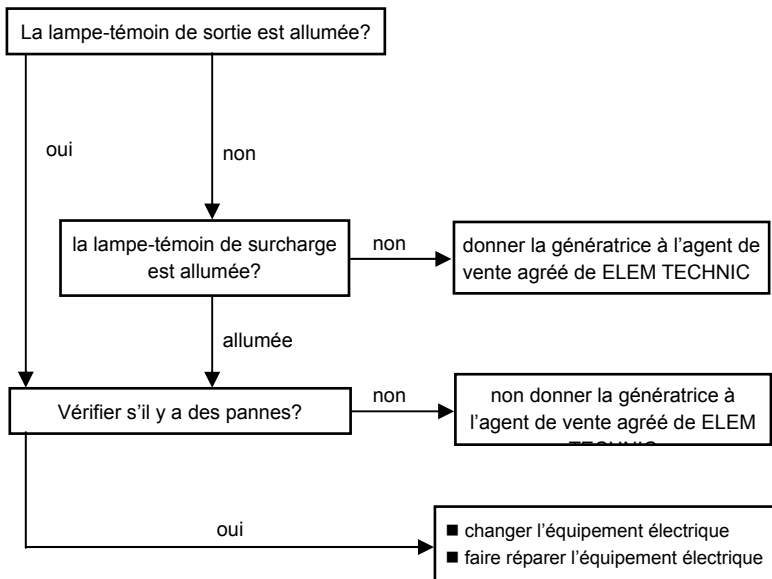 La lampe-témoin de sortie est allumée?
oui
non
la lampe-témoin de surcharge
est allumée?
non
donner la génératrice à l'agent de
vente agréé de ELEM TECHNIC
allumée
Vérifier s'il y a des pannes?
non
non donner la génératrice à
l'agent de vente agréé de ELEM
TECHNIC
oui
■ changer l'équipement électrique
■ faire réparer l'équipement électrique